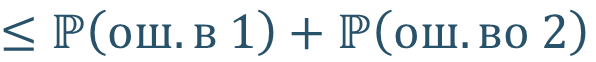 ≤ ℙ(ош. в 1) + ℙ(ош. во 2)